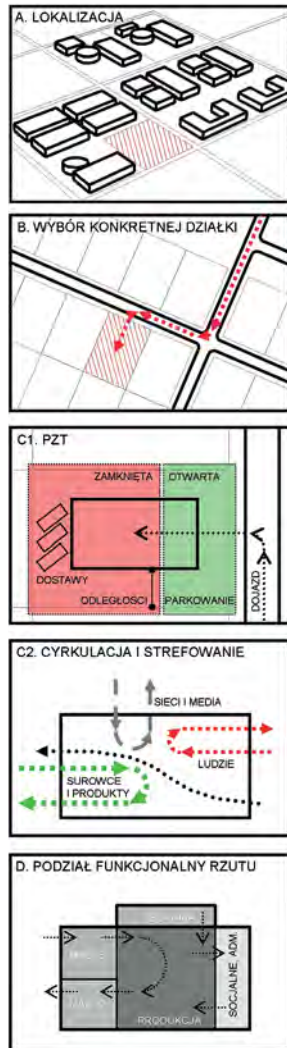 A. LOKALIZACJA
B. WYBÓR KONKRETNEJ DZIAŁKI
C1. PZT
ZAMKNIĘTA
OTWARTA
DOSTAWY
ODLEGŁOŚCI
PARKOWANIE
DOJAZD
C2. CYRKULACJA I STREFOWANIE
SIECI I MEDIA
LUDZIE
SUROWCE
I PRODUKTY
D. PODZIAŁ FUNKCJONALNY RZUTU
SOCJALNE, ADM.
PRODUKCJA